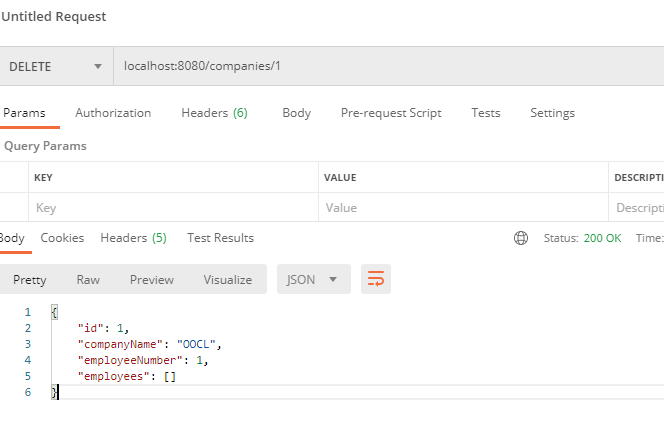 Untitled Request
DELETE localhost:8080/companies/1
Params Authorization Headers (6) Body Pre-request Script Tests Settings
Query Params
KEY VALUE DESCRIPTI
Key Value Descripti
Body Cookies Headers (5) Test Results Status: 200 OK Time:
Pretty Raw Preview Visualize JSON
1 {
2 "id": 1,
3 "companyName": "OOCL",
4 "employeeNumber": 1,
5 "employees": []
6 }